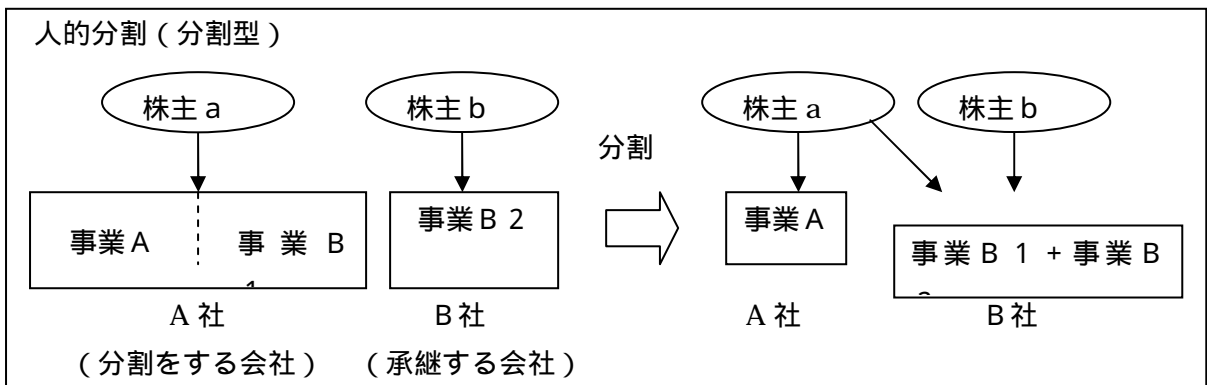 人的分割（分割型）
株主a 株主b 株主a 株主b
分割
事業A 事業B 事業B2 事業A 事業B1+事業B
A社 B社 A社 B社
（分割をする会社） （承継する会社）